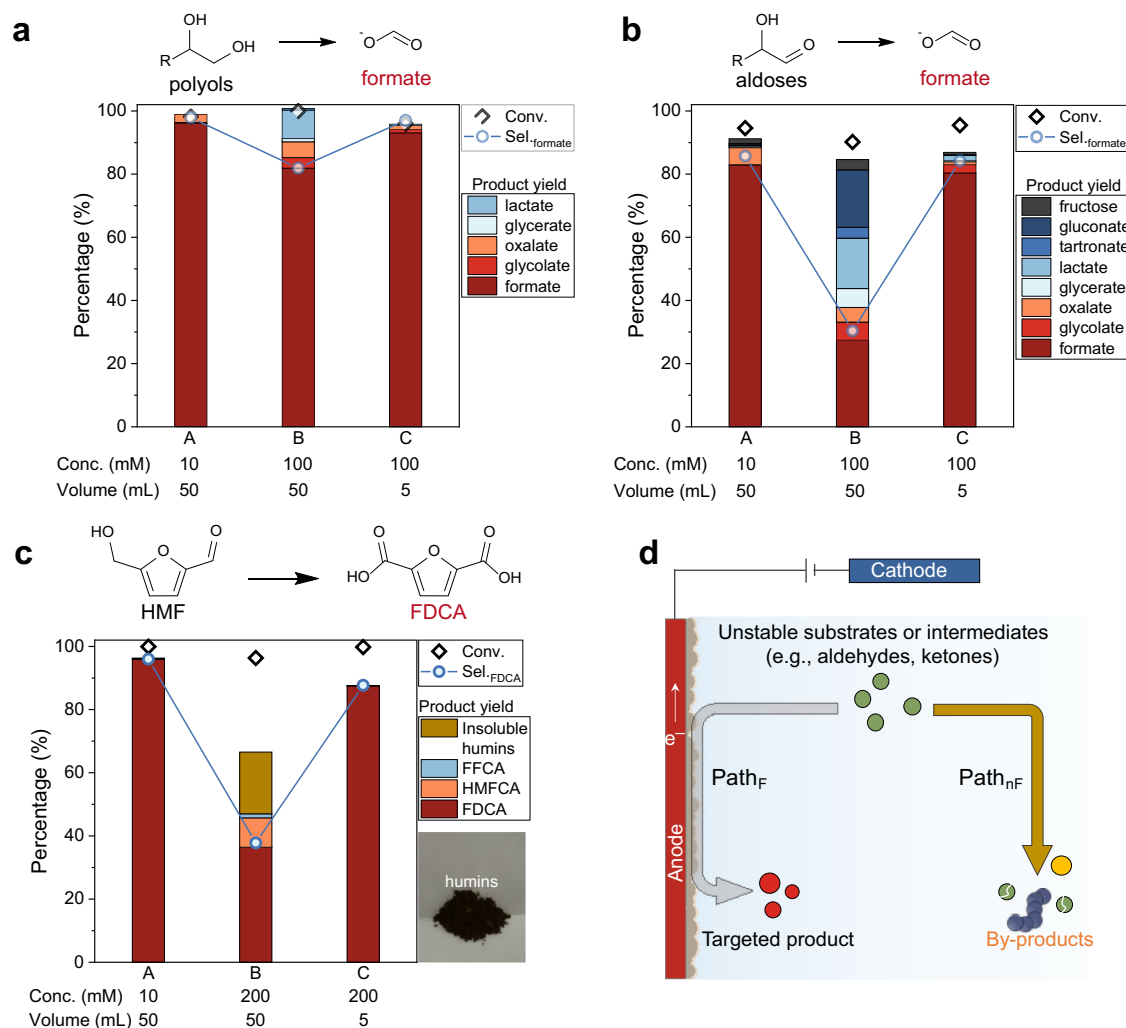 a
OH
R
OH
polyols
-O
O
formate
Percentage (%)
100
80
60
40
20
0
Conv.
Sel.formate
Product yield
lactate
glycerate
oxalate
glycolate
formate
A B C
Conc. (mM) 10 100 100
Volume (mL) 50 50 5
b
OH
R
O
aldoses
-O
O
formate
Percentage (%)
100
80
60
40
20
0
Conv.
Sel.formate
Product yield
fructose
gluconate
tartronate
lactate
glycerate
oxalate
glycolate
formate
A B C
Conc. (mM) 10 100 100
Volume (mL) 50 50 5
c
HO
O
O
HMF
O
O
O
HO
OH
FDCA
Percentage (%)
100
80
60
40
20
0
Conv.
Sel.FDCA
Product yield
Insoluble
humins
FFCA
HMFCA
FDCA
humins
A B C
Conc. (mM) 10 200 200
Volume (mL) 50 50 5
d
Cathode
Unstable substrates or intermediates
(e.g., aldehydes, ketones)
PathF
PathnF
Anode
Targeted product
By-products